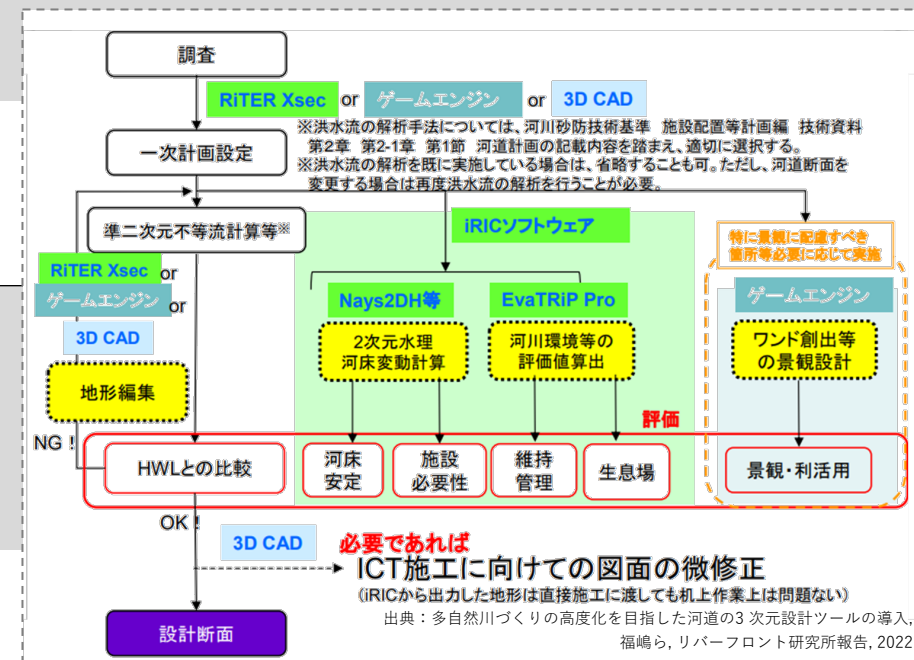 調査
RiTER Xsec or ゲームエンジン or 3D CAD
※洪水流の解析手法については、河川砂防技術基準 施設配置等計画編 技術資料
第2章 第2-1章 第1節 河道計画の記載内容を踏まえ、適切に選択する。
※洪水流の解析を既に実施している場合は、省略することも可。ただし、河道断面を
変更する場合は再度洪水流の解析を行うことが必要。
一次計画設定
準二次元不等流計算等※
iRICソフトウェア
特に景観に配慮すべき
箇所等必要に応じて実施
RiTER Xsec or
ゲームエンジン or
3D CAD
Nays2DH等
EvaTRiP Pro
ゲームエンジン
2次元水理
河床変動計算
河川環境等の
評価値算出
ワンド創出等
の景観設計
地形編集
評価
NG!
HWLとの比較
河床
安定
施設
必要性
維持
管理
生息場
景観・利活用
OK!
3D CAD
必要であれば
ICT施工に向けての図面の微修正
(iRICから出力した地形は直接施工に渡しても机上作業上は問題ない)
設計断面
出典：多自然川づくりの高度化を目指した河道の3 次元設計ツールの導入,
福嶋ら, リバーフロント研究所報告, 2022